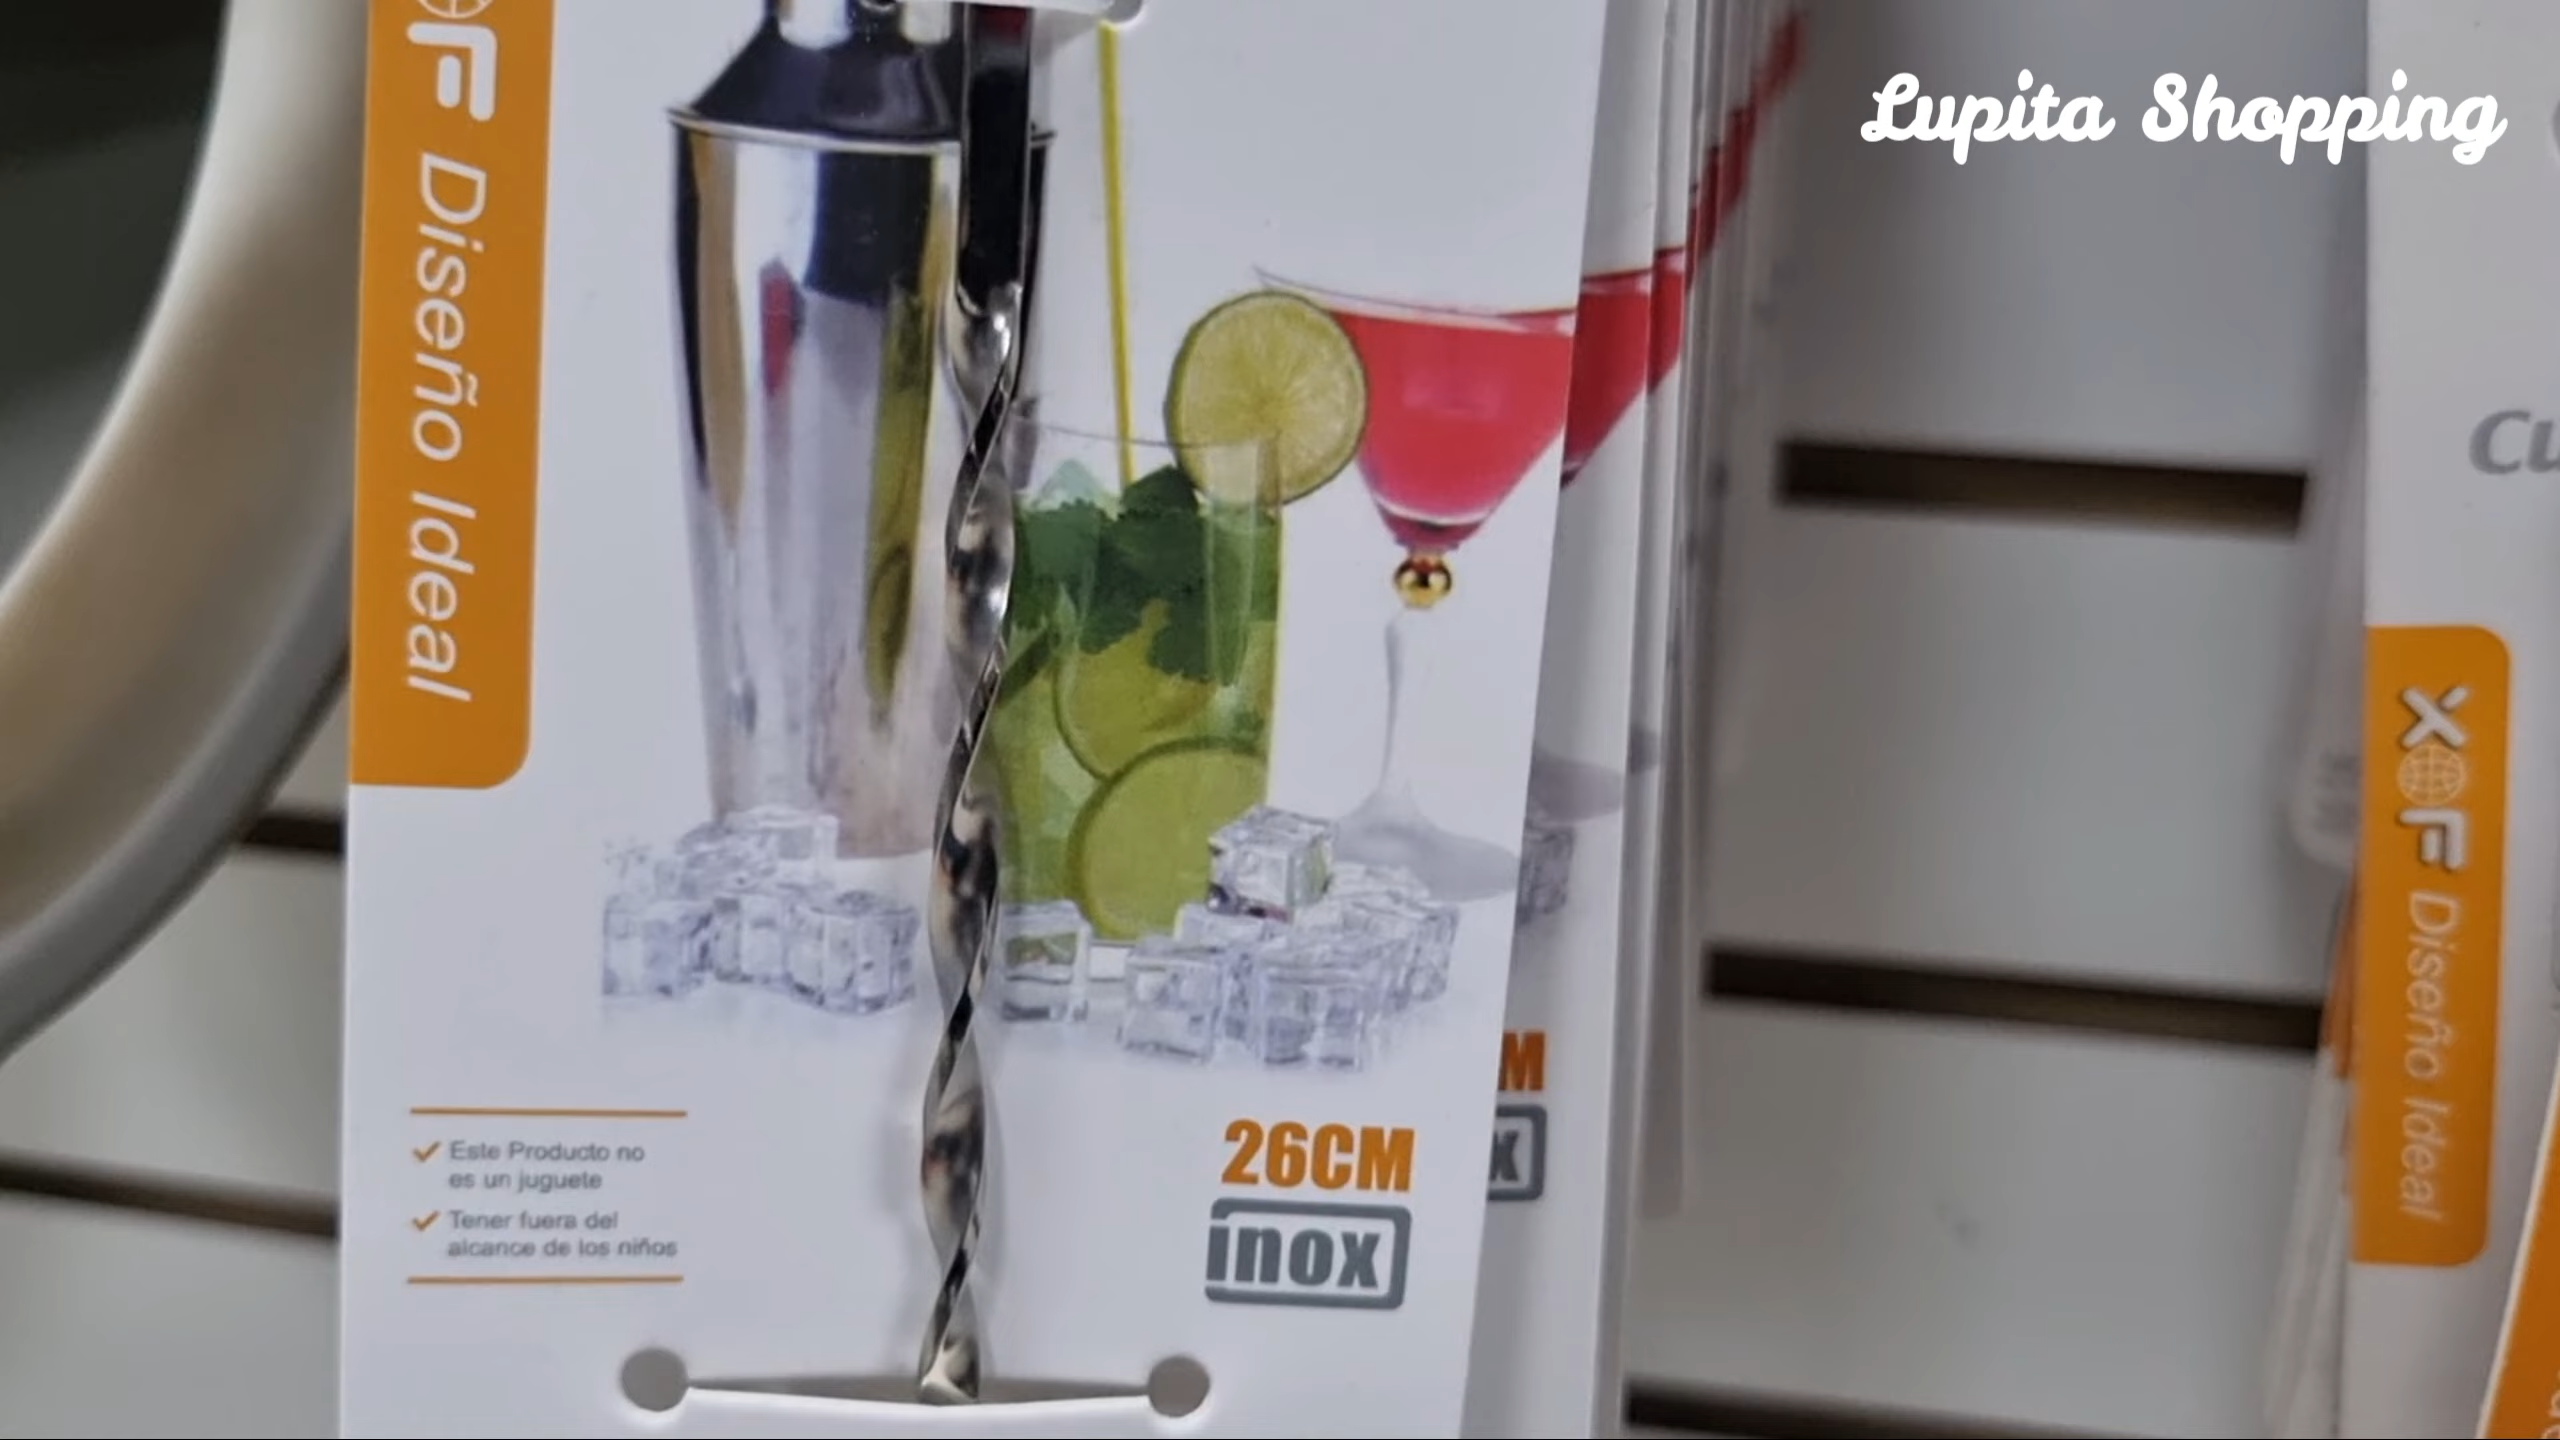 Lupita Shopping
XOF Diseño Ideal
Este Producto no
es un juguete
Tener fuera del
alcance de los niños
26CM
inox
XOF Diseño Ideal